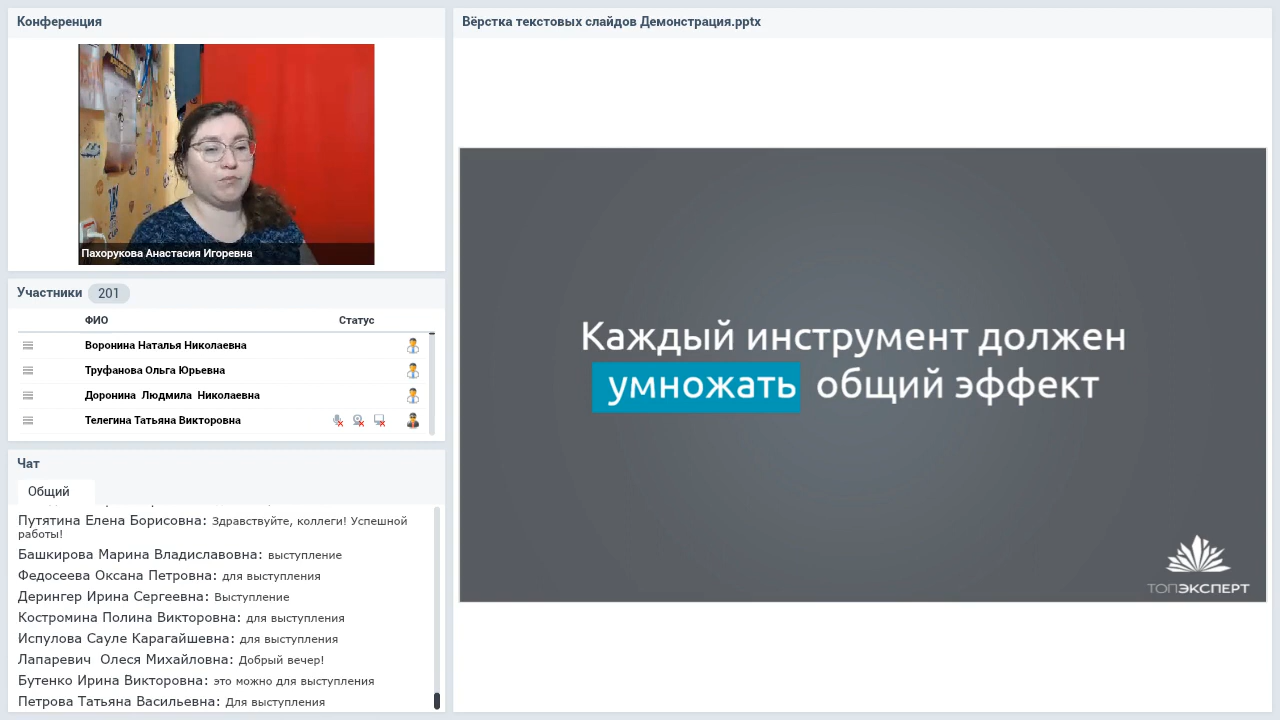 Конференция
Пахорукова Анастасия Игоревна
Участники 201
ФИО Статус
Воронина Наталья Николаевна
Труфанова Ольга Юрьевна
Доронина Людмила Николаевна
Телегина Татьяна Викторовна
Чат
Общий
Путятина Елена Борисовна: Здравствуйте, коллеги! Успешной
работы!
Башкирова Марина Владиславовна: выступление
Федосеева Оксана Петровна: для выступления
Дерингер Ирина Сергеевна: Выступление
Костромина Полина Викторовна: для выступления
Испулова Сауле Карагайшевна: для выступления
Лапаревич Олеся Михайловна: Добрый вечер!
Бутенко Ирина Викторовна: это можно для выступления
Петрова Татьяна Васильевна: Для выступления
Вёрстка текстовых слайдов Демонстрация.pptx
Каждый инструмент должен
умножать общий эффект
ТОПЭКСПЕРТ